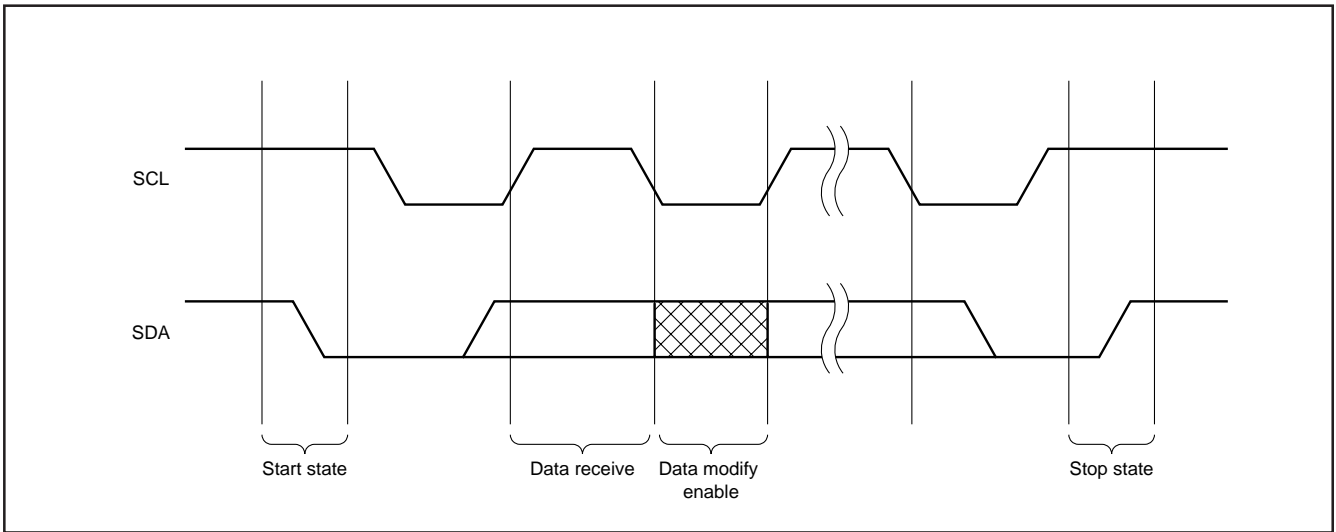 SCL
SDA
Start state
Data receive
Data modify
enable
Stop state